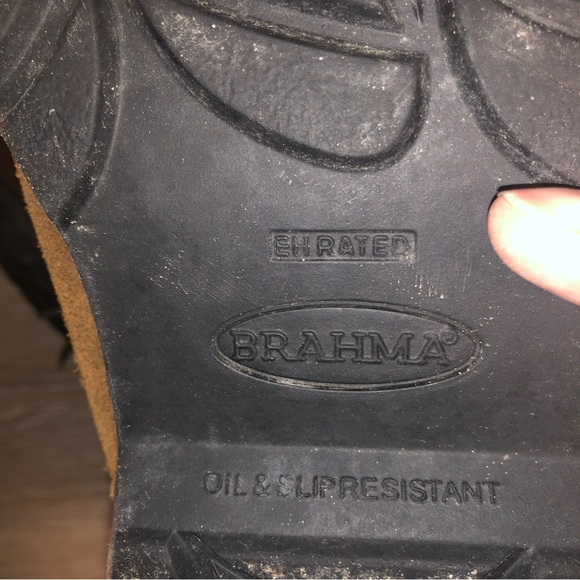 EH RATED
BRAHMA
OIL & SLIP RESISTANT